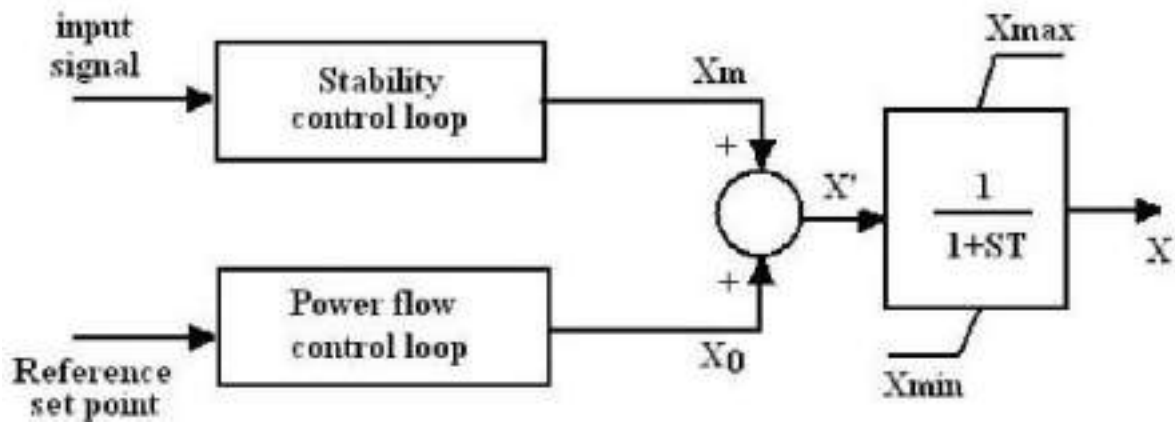 input
signal
Stability
control loop
Xm
+
Xmax
X'
1
1+ST
X
+
Power flow
control loop
X0
Xmin
Reference
set point